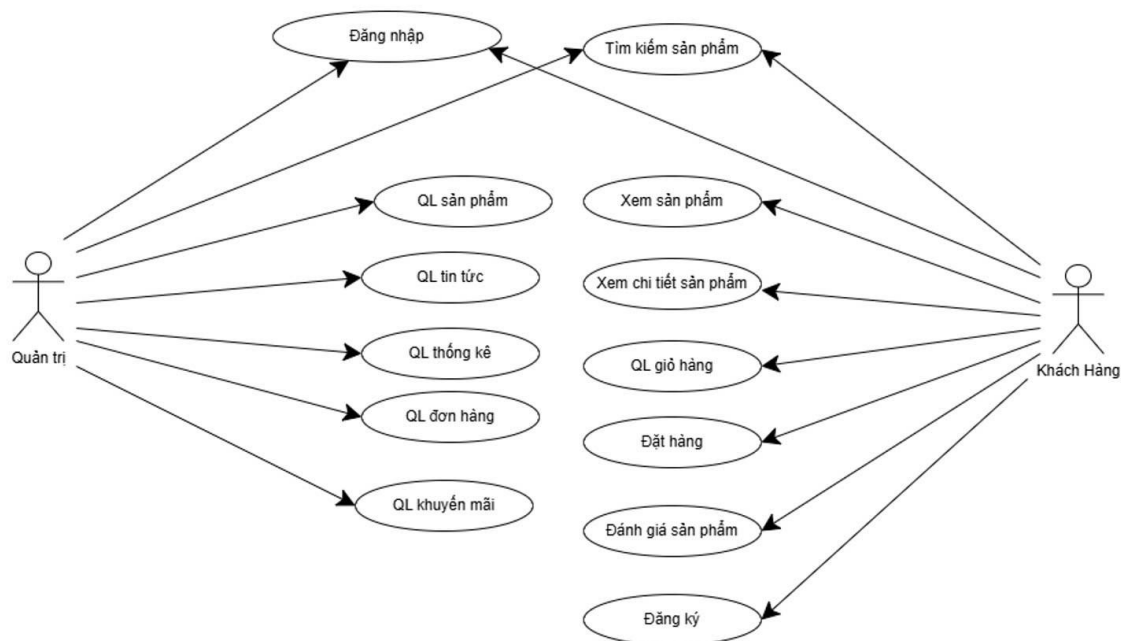 Đăng nhập
Tìm kiếm sản phẩm
QL sản phẩm
Xem sản phẩm
QL tin tức
Xem chi tiết sản phẩm
Quản trị
QL thống kê
QL giỏ hàng
Khách Hàng
QL đơn hàng
Đặt hàng
QL khuyến mãi
Đánh giá sản phẩm
Đăng ký